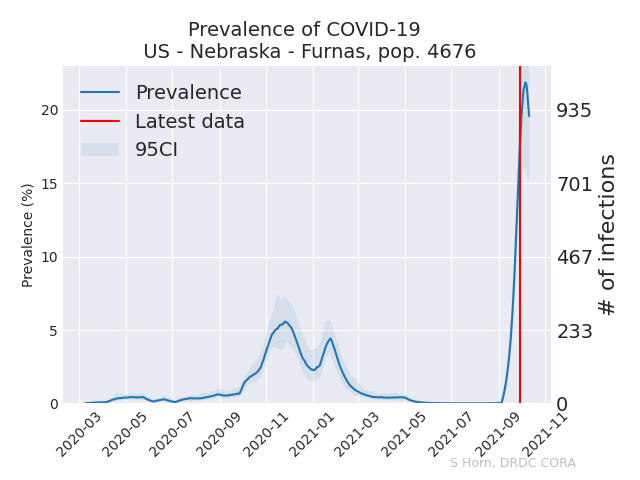 Prevalence of COVID-19
US - Nebraska - Furnas, pop. 4676
Prevalence
Latest data
95CI
Prevalence (%)
20
15
10
5
0
935
701
467
233
0
# of infections
2020-03
2020-05
2020-07
2020-09
2020-11
2021-01
2021-03
2021-05
2021-07
2021-09
2021-11
S Horn, DRDC CORA